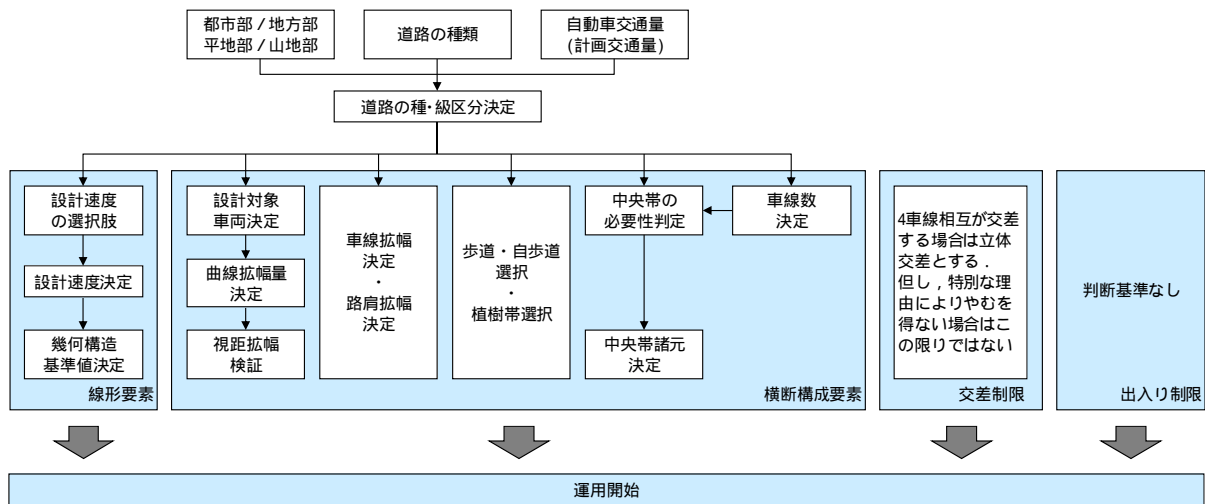 都市部 / 地方部
平地部 / 山地部
道路の種類
自動車交通量
(計画交通量)
道路の種・級区分決定
設計速度
の選択肢
設計速度決定
幾何構造
基準値決定
線形要素
設計対象
車両決定
曲線拡幅量
決定
視距拡幅
検証
車線拡幅
決定
・
路肩拡幅
決定
歩道・自歩道
選択
・
植樹帯選択
中央帯の
必要性判定
中央帯諸元
決定
車線数
決定
横断構成要素
4車線相互が交差
する場合は立体
交差とする．
但し，特別な理
由によりやむを
得ない場合はこ
の限りではない
交差制限
判断基準なし
出入り制限
運用開始